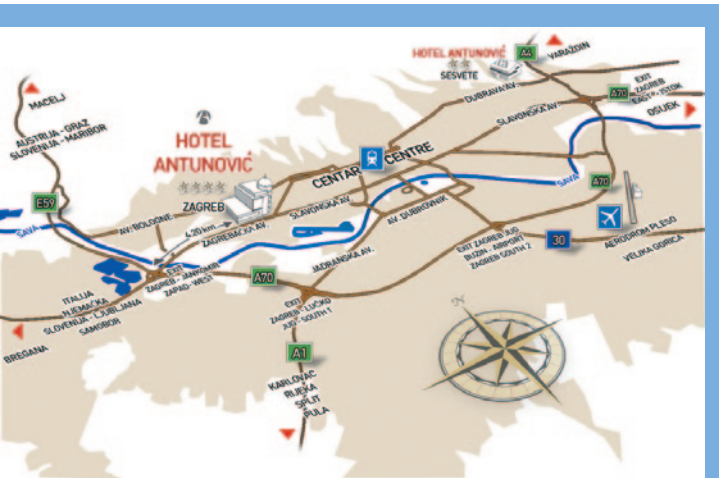 HOTEL ANTUNOVIĆ
SESVETE
A4
VARAŽDIN
DUBRAVA AV.
A70
EXIT
ZAGREB
EAST - ISTOK
OSIJEK
SLAVONSKA AV.
MACELJ
AUSTRIJA - GRAZ
SLOVENIJA - MARIBOR
HOTEL
ANTUNOVIĆ
ZAGREB
CENTAR
CENTRE
E59
SAVA
AV. BOLOGNE
4.20 km
ZAGREBAČKA AV.
SLAVONSKA AV.
AV. DUBROVNIK
SAVA
A70
EXIT ZAGREB JUG
BUZIN - AIRPORT
ZAGREB SOUTH 2
30
AERODROM PLESO
VELIKA GORICA
EXIT
ZAGREB - JANKOMIR
ZAPAD - WEST
A70
JADRANSKA AV.
EXIT
ZAGREB - LUČKO
JUG - SOUTH 1
ITALIJA
NJEMAČKA
SLOVENIJA - LJUBLJANA
SAMOBOR
BREGANA
A1
KARLOVAC
RIJEKA
SPLIT
PULA
N